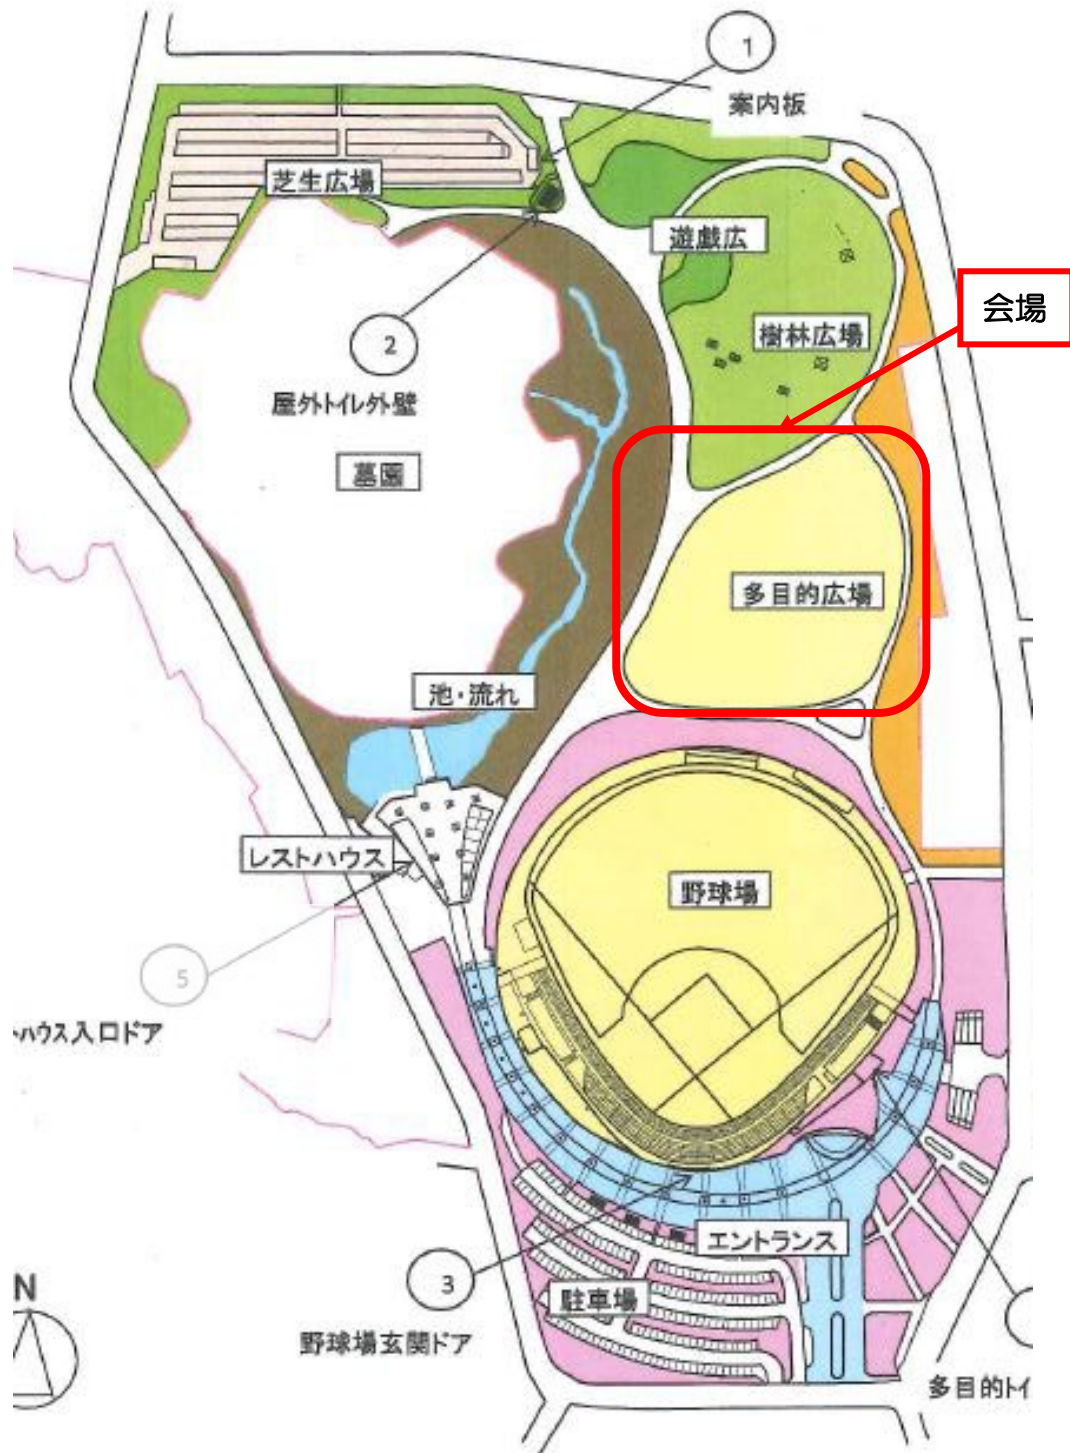 1
案内板
芝生広場
遊戯広
会場
2
樹林広場
屋外トイレ外壁
墓園
多目的広場
池・流れ
レストハウス
野球場
5
ハウス入口ドア
エントランス
N
3
駐車場
野球場玄関ドア
多目的トイ